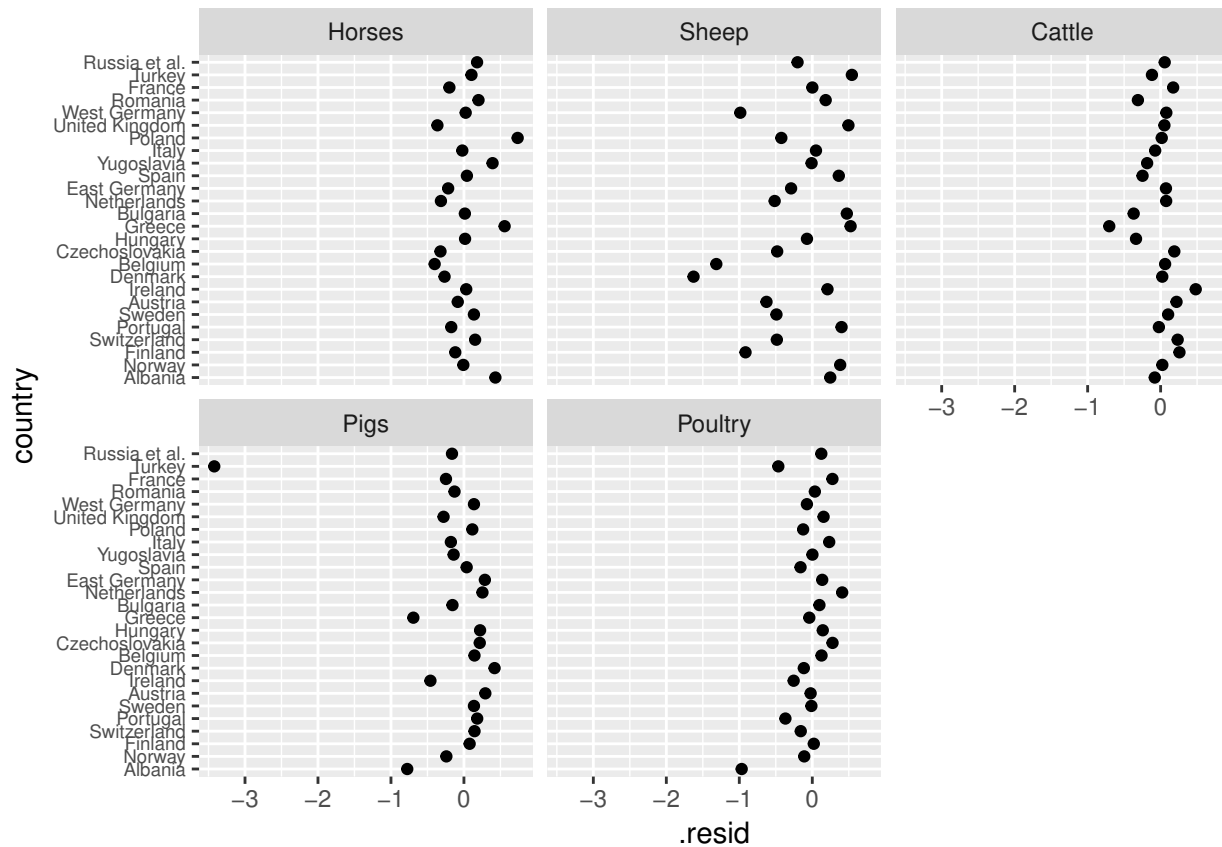 Horses
Sheep
Cattle
Russia et al.
Turkey
France
Romania
West Germany
United Kingdom
Poland
Italy
Yugoslavia
Spain
East Germany
Netherlands
Bulgaria
Greece
Hungary
Czechoslovakia
Belgium
Denmark
Ireland
Austria
Sweden
Portugal
Switzerland
Finland
Norway
Albania
−3 −2 −1 0
country
Pigs
Poultry
Russia et al.
Turkey
France
Romania
West Germany
United Kingdom
Poland
Italy
Yugoslavia
Spain
East Germany
Netherlands
Bulgaria
Greece
Hungary
Czechoslovakia
Belgium
Denmark
Ireland
Austria
Sweden
Portugal
Switzerland
Finland
Norway
Albania
−3 −2 −1 0
−3 −2 −1 0
.resid